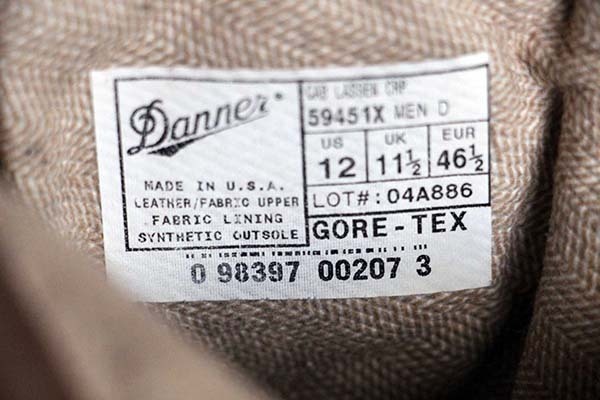 Danner
MADE IN U.S.A.
LEATHER/FABRIC UPPER
FABRIC LINING
SYNTHETIC OUTSOLE
LASSEN
59451X MEN D
US UK EUR
12 11½ 46½
LOT#: 04A886
GORE-TEX
0 98397 00207 3